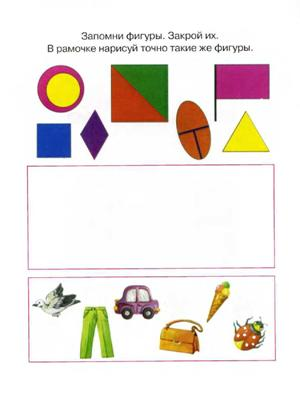 Запомни фигуры. Закрой их.
В рамочке нарисуй точно такие же фигуры.